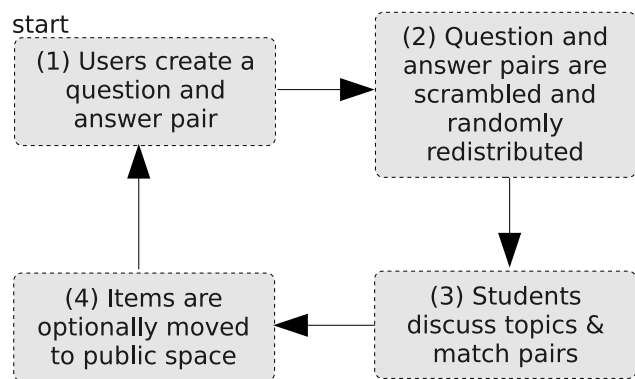 start
(1) Users create a
question and
answer pair
(2) Question and
answer pairs are
scrambled and
randomly
redistributed
(3) Students
discuss topics &
match pairs
(4) Items are
optionally moved
to public space